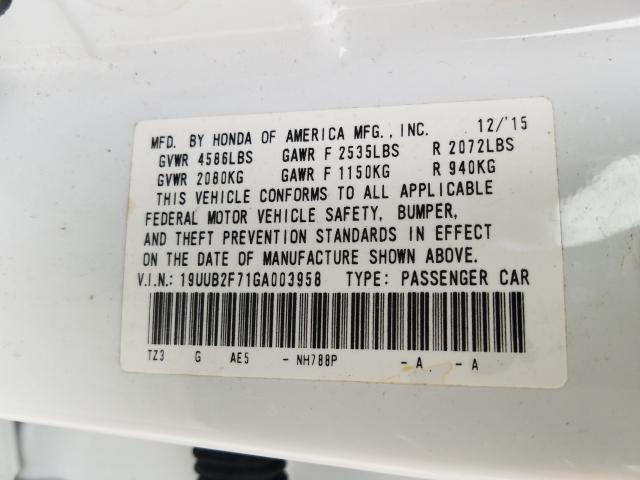 MFD. BY HONDA OF AMERICA MFG., INC. 12/'15
GVWR 4586LBS GAWR F 2535LBS R 2072LBS
GVWR 2080KG GAWR F 1150KG R 940KG
THIS VEHICLE CONFORMS TO ALL APPLICABLE
FEDERAL MOTOR VEHICLE SAFETY, BUMPER,
AND THEFT PREVENTION STANDARDS IN EFFECT
ON THE DATE OF MANUFACTURE SHOWN ABOVE.
V.I.N.: 19UUB2F71GA003958 TYPE: PASSENGER CAR
TZ3 G AE5 - NH788P - A - A